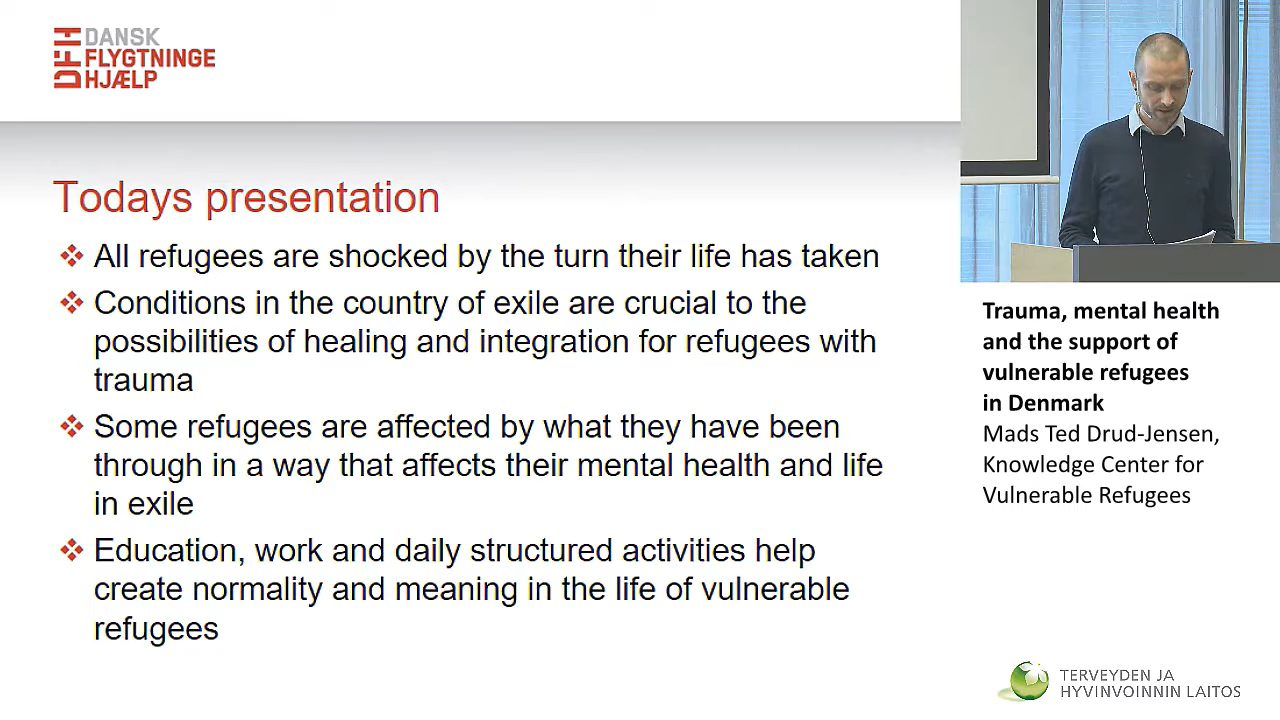 DFH
DANSK
FLYGTNINGE
HJÆLP
Todays presentation
All refugees are shocked by the turn their life has taken
Conditions in the country of exile are crucial to the
possibilities of healing and integration for refugees with
trauma
Some refugees are affected by what they have been
through in a way that affects their mental health and life
in exile
Education, work and daily structured activities help
create normality and meaning in the life of vulnerable
refugees
Trauma, mental health
and the support of
vulnerable refugees
in Denmark
Mads Ted Drud-Jensen,
Knowledge Center for
Vulnerable Refugees
TERVEYDEN JA
HYVINVOINNIN LAITOS